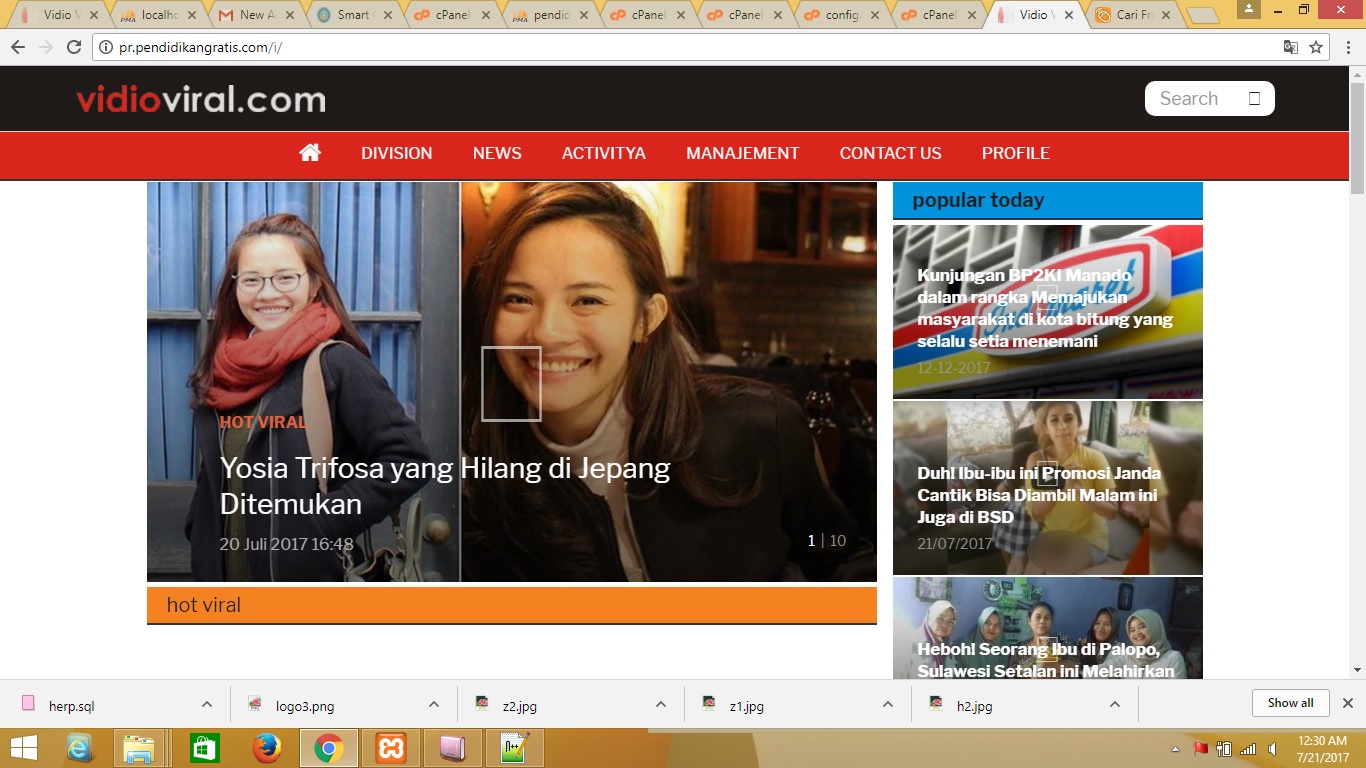 Vidio V
localho
New A
Smart
cPanel
pendid
cPanel
cPanel
config.
cPanel
Vidio V
Cari Fr
pr.pendidikangratis.com/i/
vidioviral.com
Search
DIVISION NEWS ACTIVITYA MANAJEMENT CONTACT US PROFILE
HOT VIRAL
Yosia Trifosa yang Hilang di Jepang
Ditemukan
20 Juli 2017 16:48
1 | 10
hot viral
popular today
Kunjungan BP2KI Manado
dalam rangka Memajukan
masyarakat di kota bitung yang
selalu setia menemani
12-12-2017
Duh! Ibu-ibu ini Promosi Janda
Cantik Bisa Diambil Malam ini
Juga di BSD
21/07/2017
Heboh! Seorang Ibu di Palopo,
Sulawesi Setalan ini Melahirkan
herp.sql
logo3.png
z2.jpg
z1.jpg
h2.jpg
Show all
12:30 AM
7/21/2017